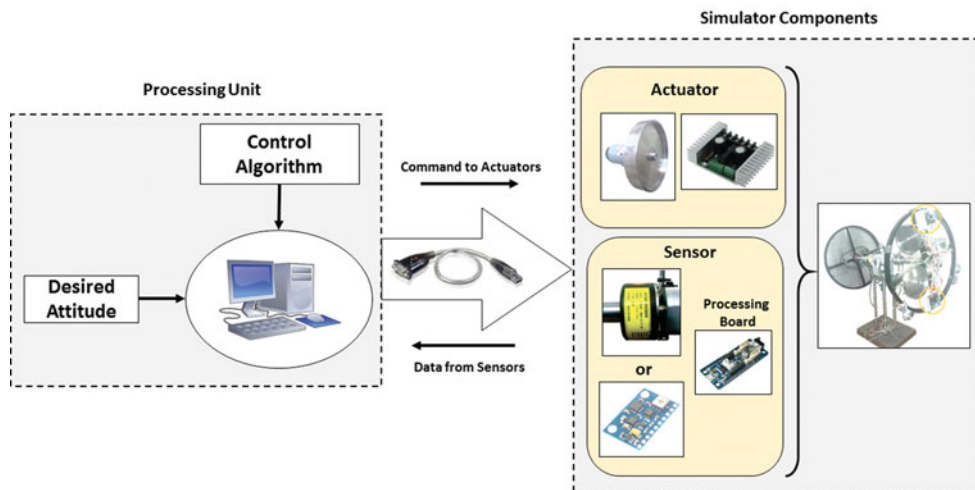 Simulator Components
Processing Unit
Control
Algorithm
Desired
Attitude
Command to Actuators
Data from Sensors
Actuator
Sensor
Processing
Board
or